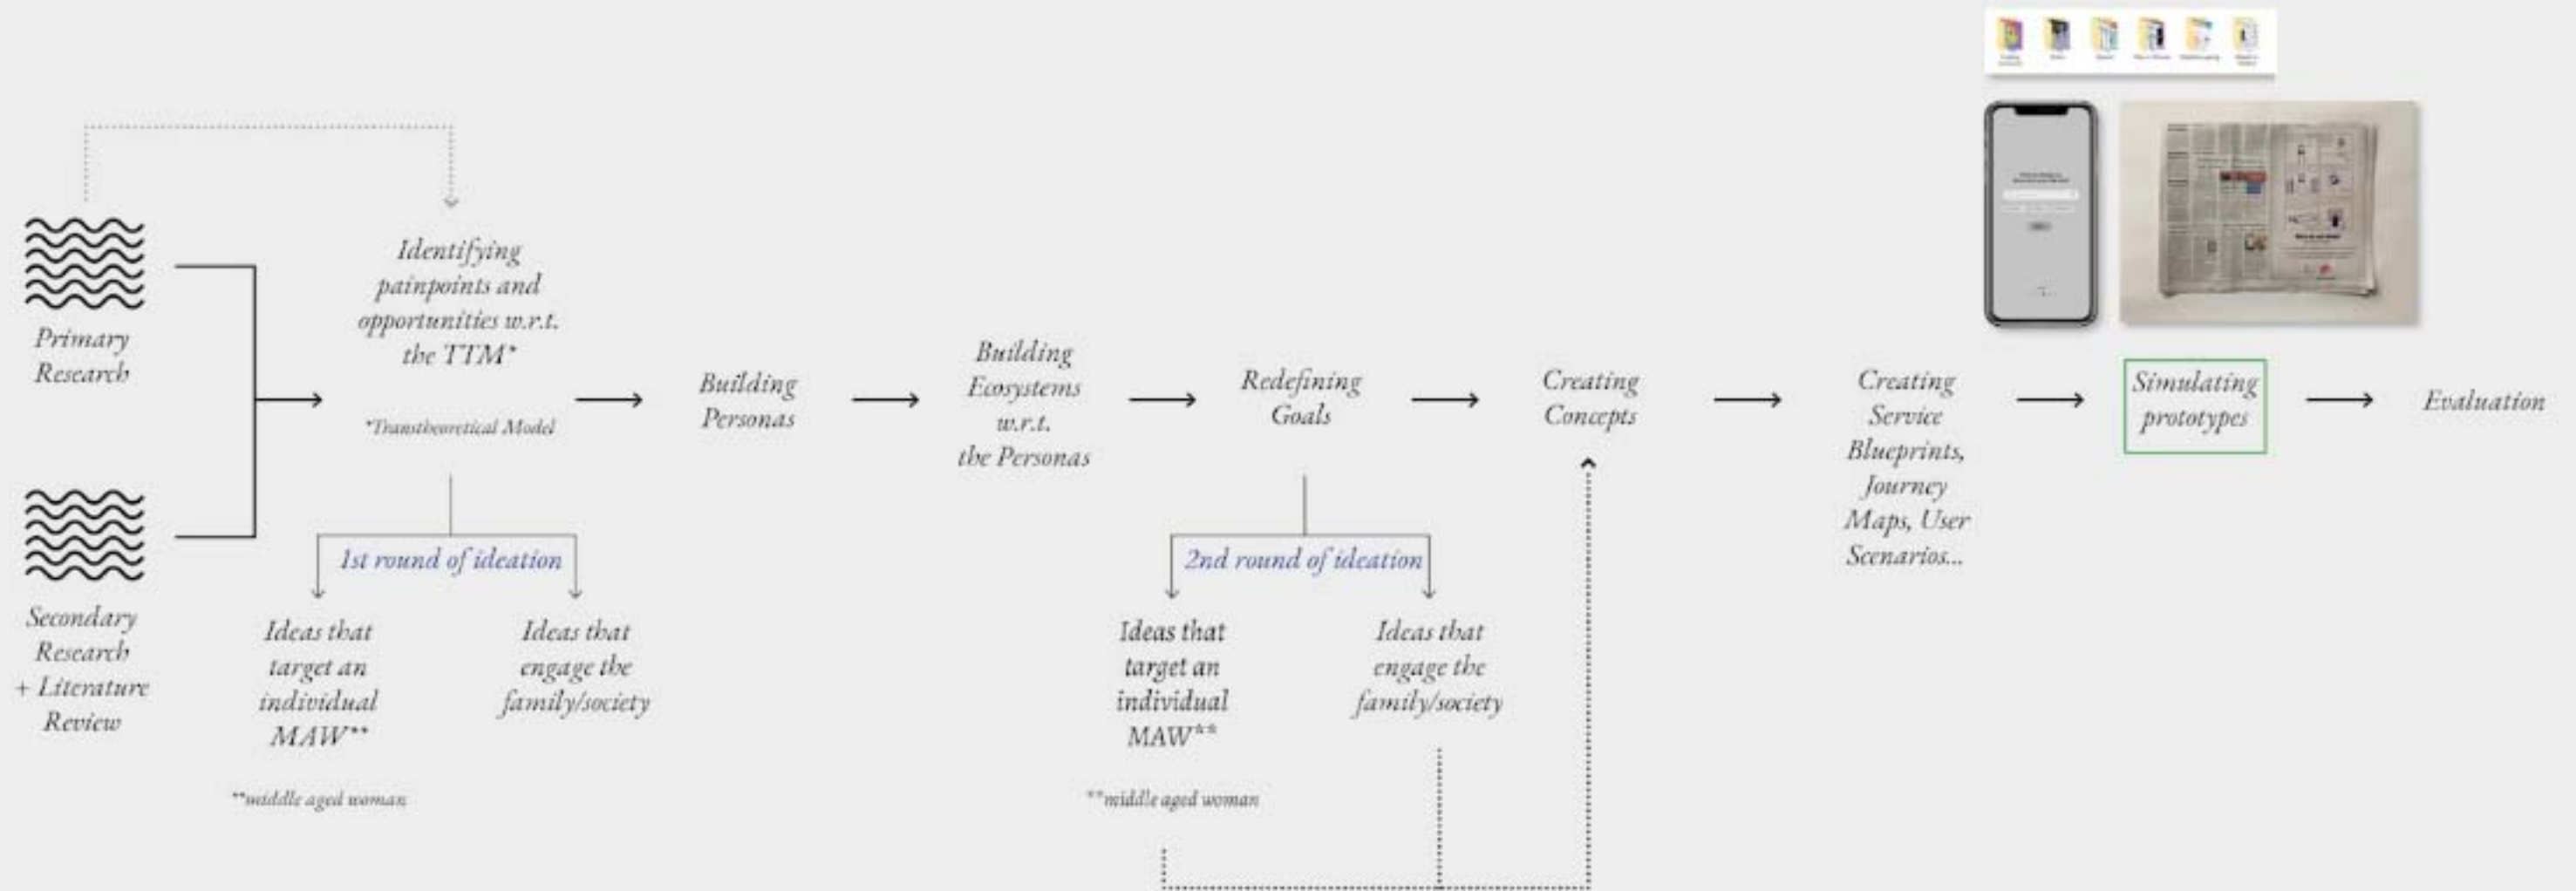 Primary
Research
Secondary
Research
+ Literature
Review
Identifying
painpoints and
opportunities w.r.t.
the TTM*
*Transtheoretical Model
1st round of ideation
Ideas that
target an
individual
MAW**
**middle aged woman
Ideas that
engage the
family/society
Building
Personas
Building
Ecosystems
w.r.t.
the Personas
Redefining
Goals
2nd round of ideation
Ideas that
target an
individual
MAW**
**middle aged woman
Ideas that
engage the
family/society
Creating
Concepts
Creating
Service
Blueprints,
Journey
Maps, User
Scenarios...
Simulating
prototypes
Evaluation